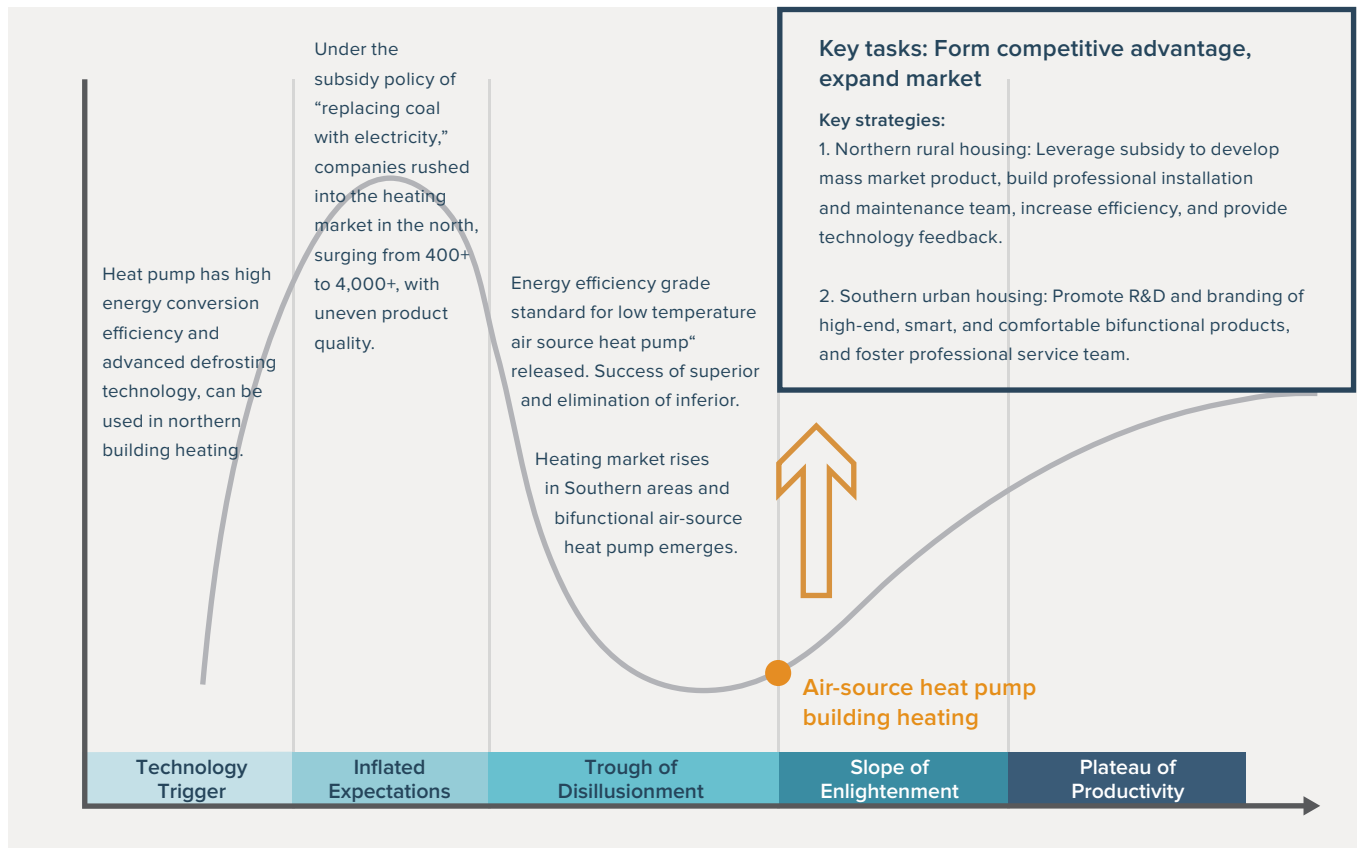 Heat pump has high
energy conversion
efficiency and
advanced defrosting
technology, can be
used in northern
building heating.
Under the
subsidy policy of
“replacing coal
with electricity,”
companies rushed
into the heating
market in the north,
surging from 400+
to 4,000+, with
uneven product
quality.
Energy efficiency grade
standard for low temperature
air source heat pump“
released. Success of superior
and elimination of inferior.
Heating market rises
in Southern areas and
bifunctional air-source
heat pump emerges.
Key tasks: Form competitive advantage,
expand market
Key strategies:
1. Northern rural housing: Leverage subsidy to develop
mass market product, build professional installation
and maintenance team, increase efficiency, and provide
technology feedback.
2. Southern urban housing: Promote R&D and branding of
high-end, smart, and comfortable bifunctional products,
and foster professional service team.
Air-source heat pump
building heating
Technology
Trigger
Inflated
Expectations
Trough of
Disillusionment
Slope of
Enlightenment
Plateau of
Productivity